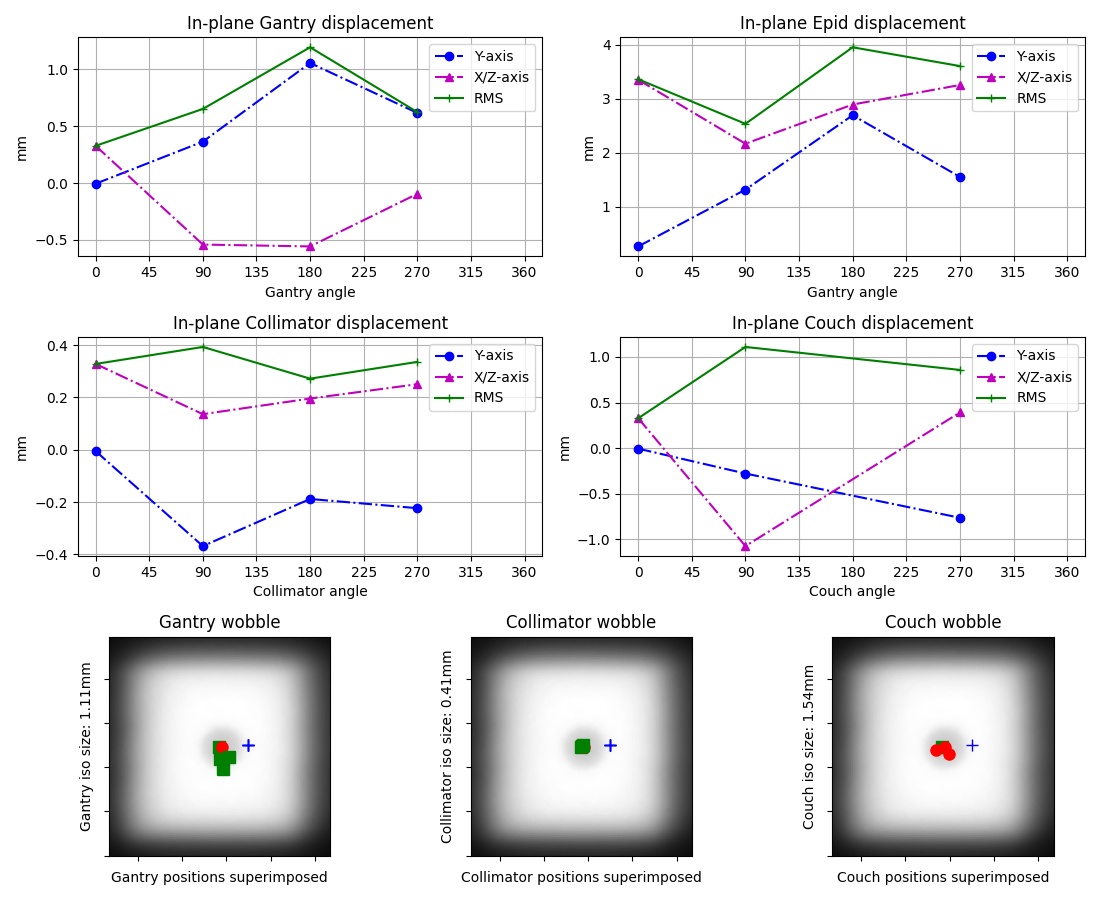 In-plane Gantry displacement
mm
1.0
0.5
0.0
−0.5
Y-axis
X/Z-axis
RMS
0 45 90 135 180 225 270 315 360
Gantry angle
In-plane Epid displacement
mm
4
3
2
1
Y-axis
X/Z-axis
RMS
0 45 90 135 180 225 270 315 360
Gantry angle
In-plane Collimator displacement
mm
0.4
0.2
0.0
−0.2
−0.4
Y-axis
X/Z-axis
RMS
0 45 90 135 180 225 270 315 360
Collimator angle
In-plane Couch displacement
mm
1.0
0.5
0.0
−0.5
−1.0
Y-axis
X/Z-axis
RMS
0 45 90 135 180 225 270 315 360
Couch angle
Gantry wobble
Gantry iso size: 1.11mm
Gantry positions superimposed
Collimator wobble
Collimator iso size: 0.41mm
Collimator positions superimposed
Couch wobble
Couch iso size: 1.54mm
Couch positions superimposed